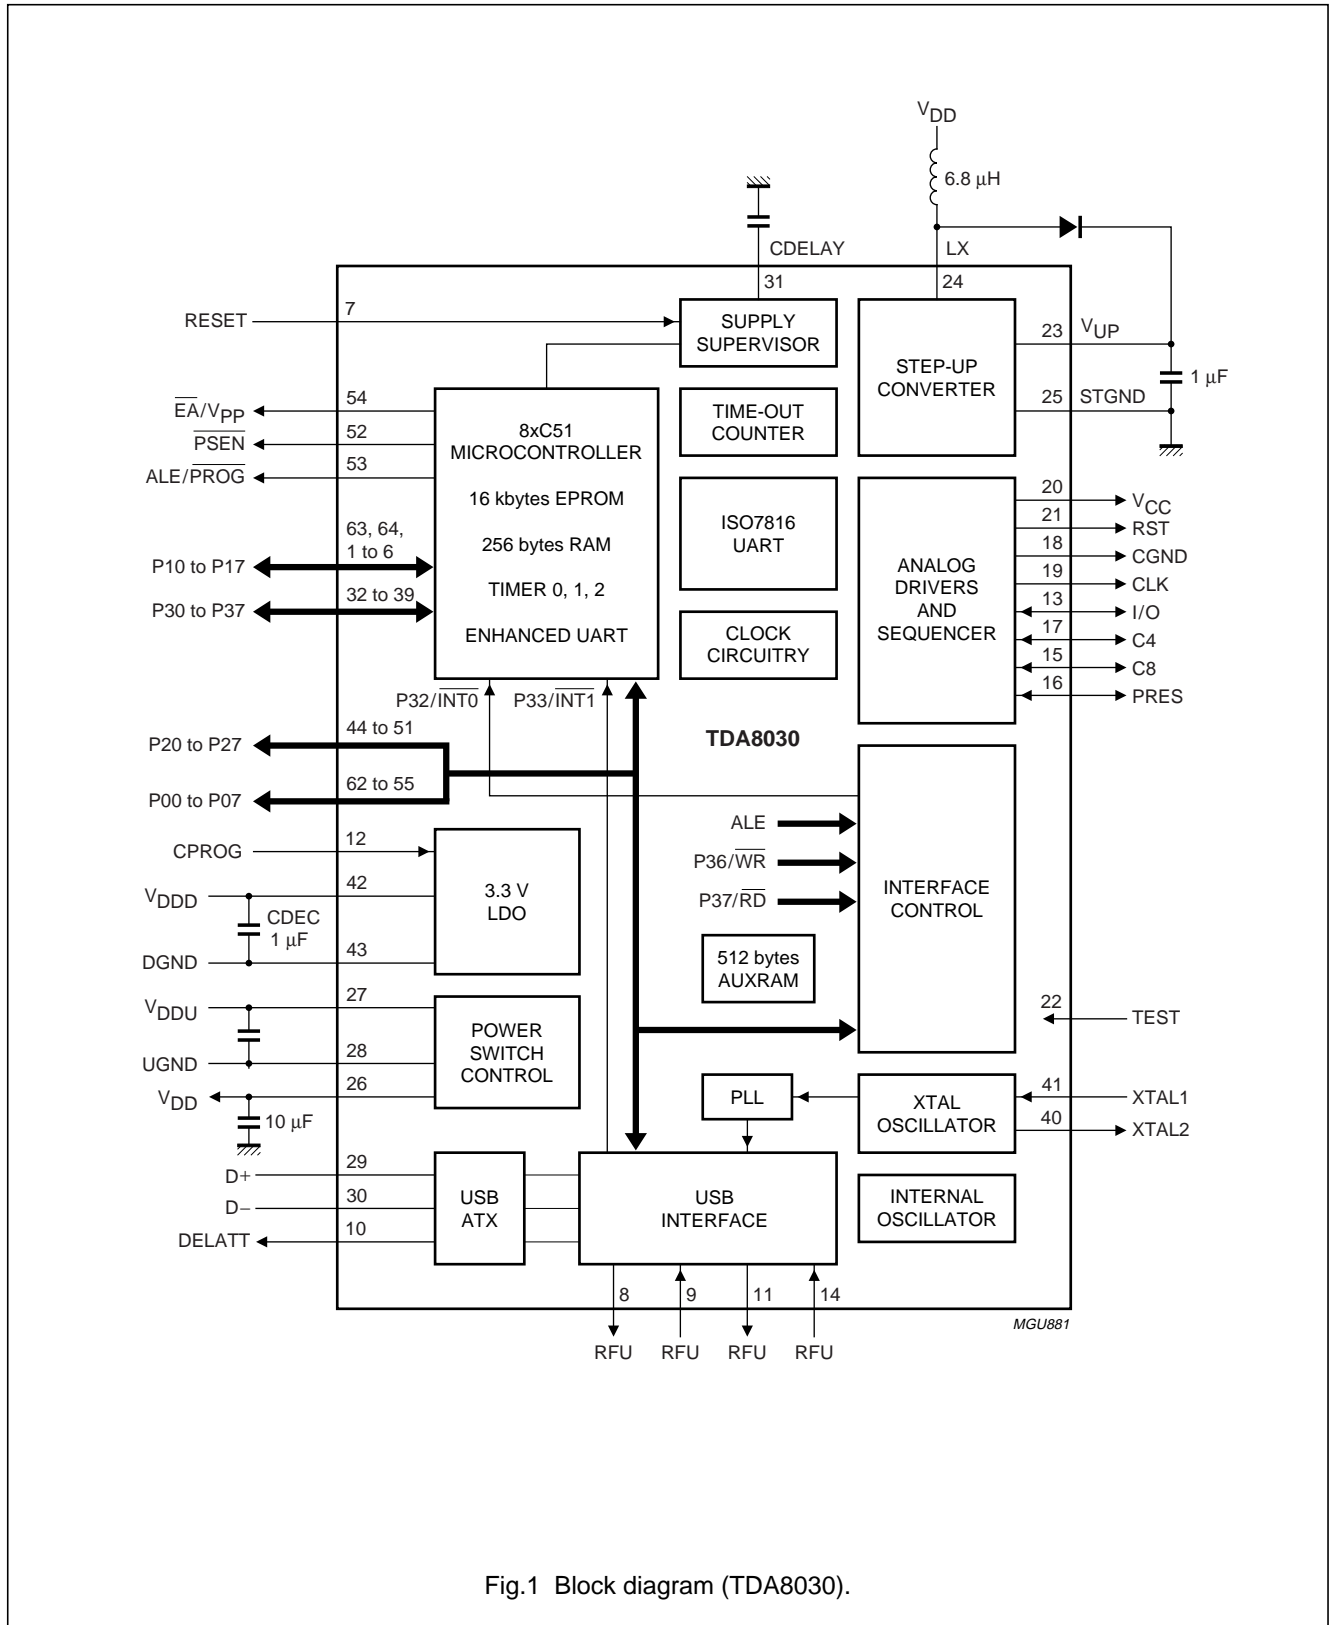 VDD
6.8 μH
CDELAY
LX
31
24
RESET
7
SUPPLY
SUPERVISOR
STEP-UP
CONVERTER
23
VUP
1 μF
25
STGND
EA/VPP
54
PSEN
52
ALE/PROG
53
8xC51
MICROCONTROLLER
16 kbytes EPROM
256 bytes RAM
TIMER 0, 1, 2
ENHANCED UART
TIME-OUT
COUNTER
ISO7816
UART
CLOCK
CIRCUITRY
ANALOG
DRIVERS
AND
SEQUENCER
20
VCC
21
RST
18
CGND
19
CLK
13
I/O
17
C4
15
C8
16
PRES
P10 to P17
63, 64,
1 to 6
P30 to P37
32 to 39
P32/INT0
P33/INT1
TDA8030
P20 to P27
44 to 51
P00 to P07
62 to 55
ALE
P36/WR
P37/RD
INTERFACE
CONTROL
CPROG
12
VDDD
42
CDEC
1 μF
DGND
43
3.3 V
LDO
512 bytes
AUXRAM
VDDU
27
UGND
28
VDD
26
10 μF
POWER
SWITCH
CONTROL
22
TEST
PLL
XTAL
OSCILLATOR
41
XTAL1
40
XTAL2
D+
29
D−
30
DELATT
10
USB
ATX
USB
INTERFACE
INTERNAL
OSCILLATOR
8
9
11
14
RFU
RFU
RFU
RFU
MGU881
Fig.1 Block diagram (TDA8030).